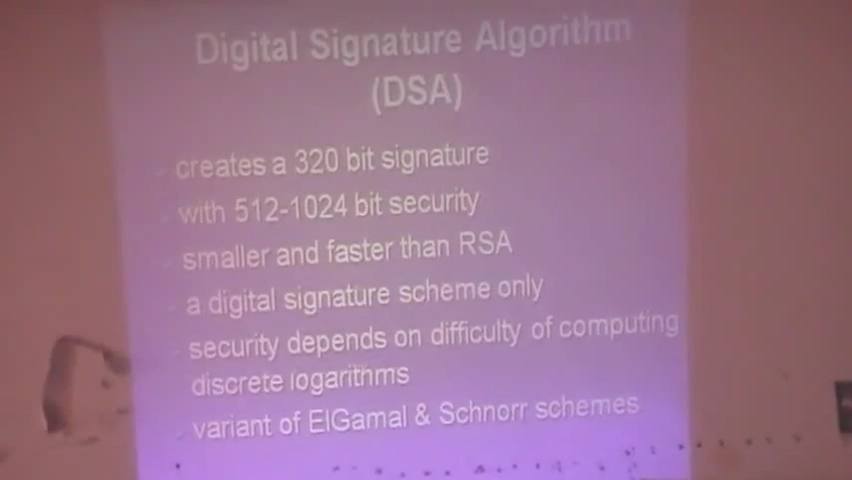 Digital Signature Algorithm
(DSA)
creates a 320 bit signature
with 512-1024 bit security
smaller and faster than RSA
a digital signature scheme only
security depends on difficulty of computing
discrete logarithms
variant of ElGamal & Schnorr schemes